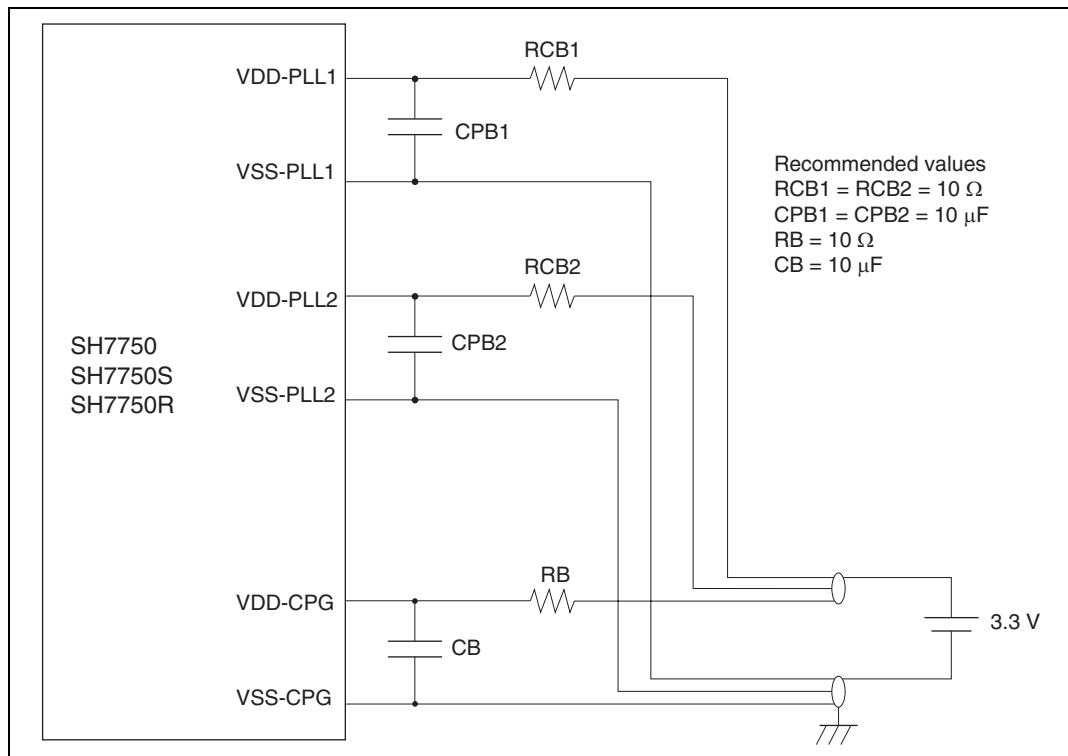 RCB1
VDD-PLL1
CPB1
VSS-PLL1
Recommended values
RCB1 = RCB2 = 10 Ω
CPB1 = CPB2 = 10 μF
RB = 10 Ω
CB = 10 μF
RCB2
VDD-PLL2
CPB2
SH7750
SH7750S
SH7750R
VSS-PLL2
RB
VDD-CPG
3.3 V
CB
VSS-CPG